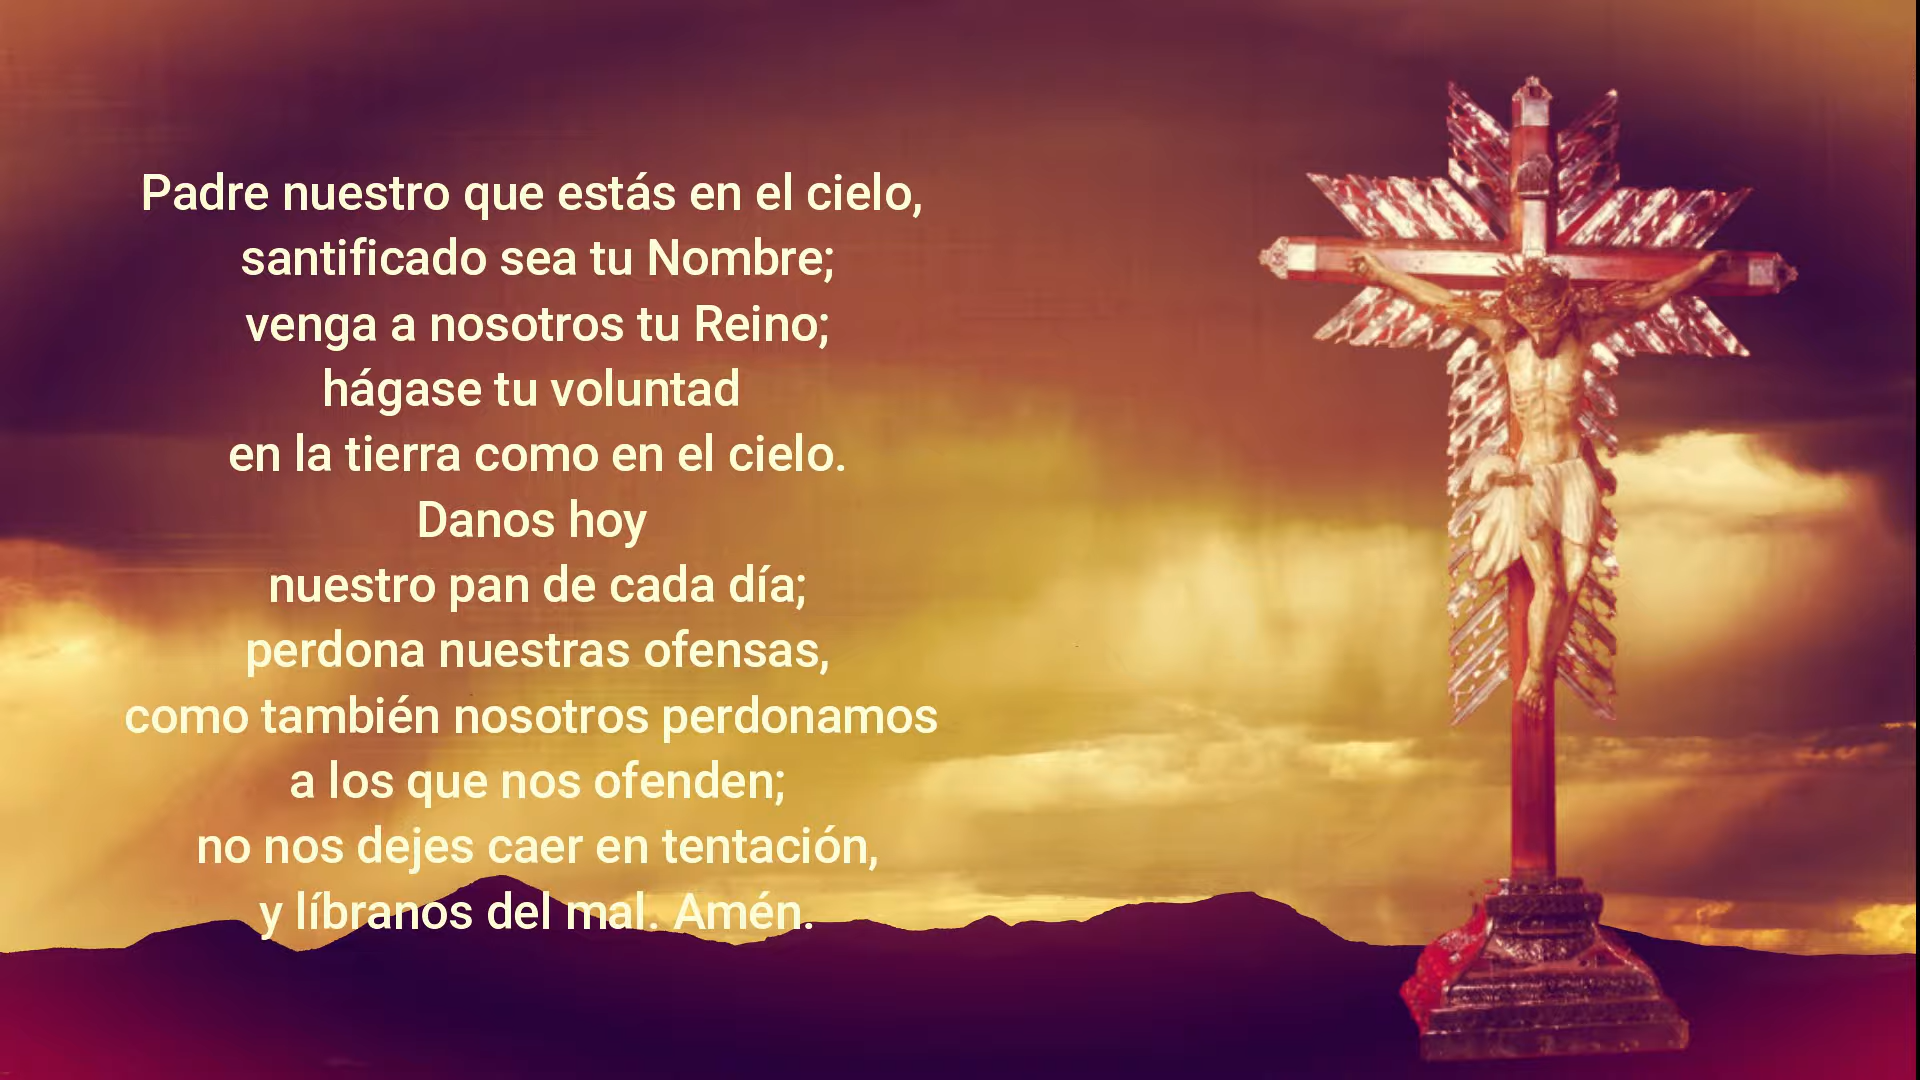 Padre nuestro que estás en el cielo,
santificado sea tu Nombre;
venga a nosotros tu Reino;
hágase tu voluntad
en la tierra como en el cielo.
Danos hoy
nuestro pan de cada día;
perdona nuestras ofensas,
como también nosotros perdonamos
a los que nos ofenden;
no nos dejes caer en tentación,
y líbranos del mal. Amén.